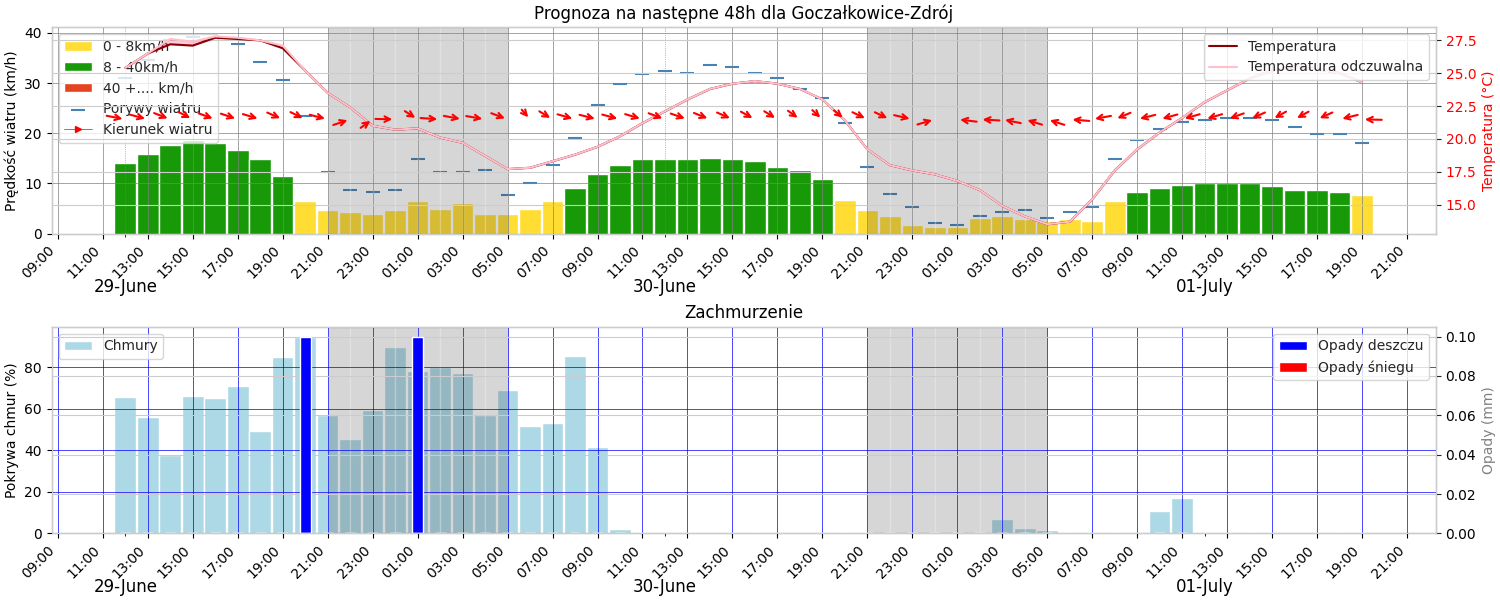 Prognoza na następne 48h dla Goczałkowice-Zdrój
Prędkość wiatru (km/h)
40
30
20
10
0
0 - 8km/h
8 - 40km/h
40 +.... km/h
Porywy wiatru
Kierunek wiatru
Temperatura
Temperatura odczuwalna
27.5
25.0
22.5
20.0
17.5
15.0
Temperatura (°C)
09:00 11:00 13:00 15:00 17:00 19:00 21:00 23:00 01:00 03:00 05:00 07:00 09:00 11:00 13:00 15:00 17:00 19:00 21:00 23:00 01:00 03:00 05:00 07:00 09:00 11:00 13:00 15:00 17:00 19:00 21:00
29-June 30-June 01-July
Zachmurzenie
Pokrywa chmur (%)
80
60
40
20
0
Chmury
Opady deszczu
Opady śniegu
0.10
0.08
0.06
0.04
0.02
0.00
Opady (mm)
09:00 11:00 13:00 15:00 17:00 19:00 21:00 23:00 01:00 03:00 05:00 07:00 09:00 11:00 13:00 15:00 17:00 19:00 21:00 23:00 01:00 03:00 05:00 07:00 09:00 11:00 13:00 15:00 17:00 19:00 21:00
29-June 30-June 01-July